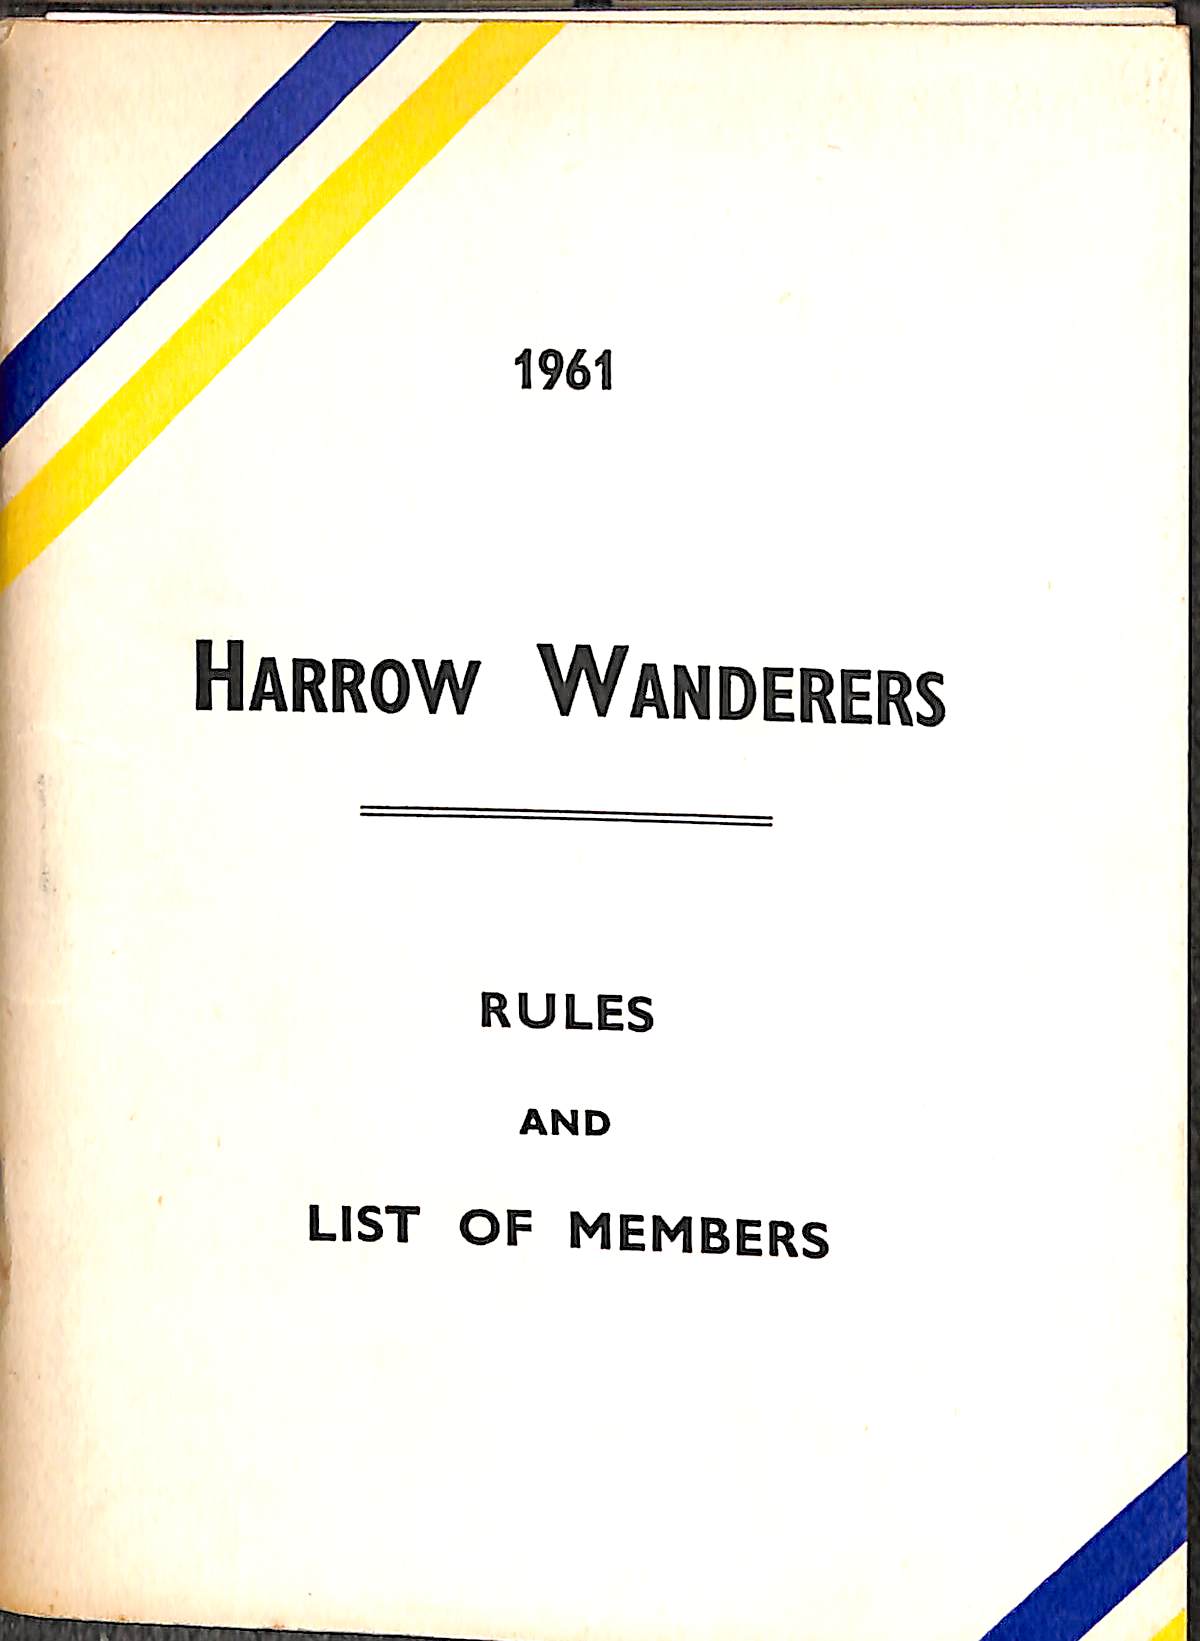 1961
HARROW WANDERERS
RULES
AND
LIST OF MEMBERS